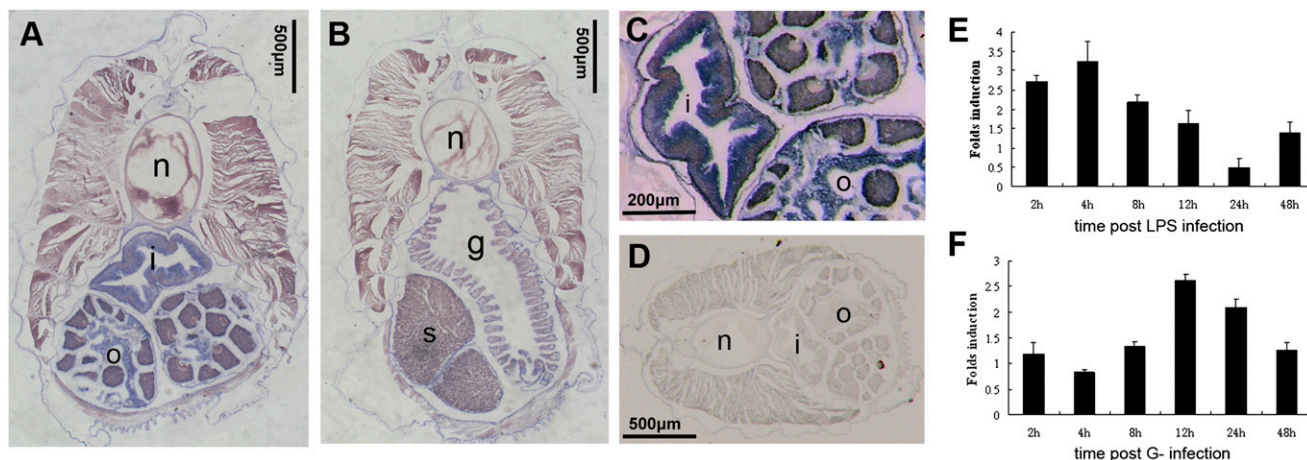 A
n
i
o
500μm
B
n
g
s
500μm
C
i
o
200μm
D
n
i
o
500μm
E
Folds induction
4
3.5
3
2.5
2
1.5
1
0.5
0
2h 4h 8h 12h 24h 48h
time post LPS infection
F
Folds induction
3
2.5
2
1.5
1
0.5
0
2h 4h 8h 12h 24h 48h
time post G- infection